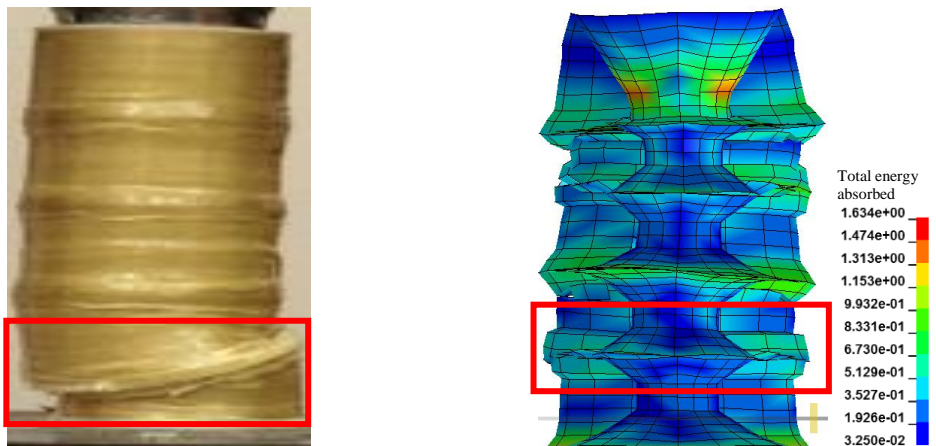 Total energy
absorbed
1.634e+00
1.474e+00
1.313e+00
1.153e+00
9.932e-01
8.331e-01
6.730e-01
5.129e-01
3.527e-01
1.926e-01
3.250e-02